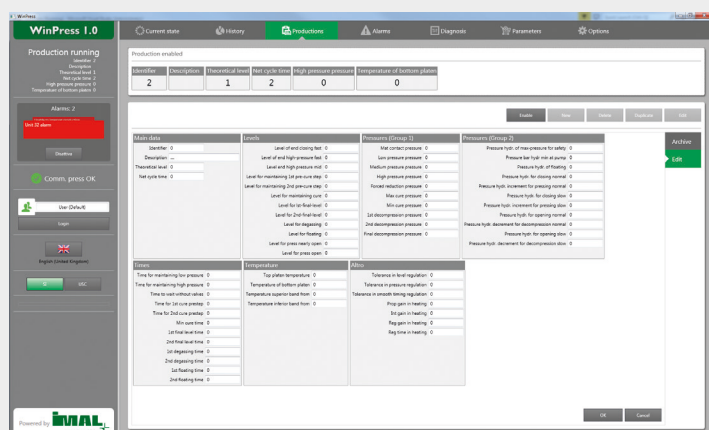 WinPress
WinPress 1.0
Current state
History
Productions
Alarms
Diagnosis
Parameters
Options
Production running
Identifier 2
Description
Theoretical level 1
Net cycle time 2
High pressure pressure 0
Temperature of bottom platen 0
Production enabled
Identifier Description Theoretical level Net cycle time High pressure pressure Temperature of bottom platen
2 1 2 0 0
Alarms: 2
Unit 32 alarm
Deadline
Comm. press OK
User (Default)
Login
English (United Kingdom)
SI
ASC
Powered by IMAL
Enable New Delete Duplicate Edit
Archive
Edit
Main data
Identifier 0
Description ...
Theoretical level 0
Net cycle time 0
Levels
Level of end closing fast 0
Level of end high-pressure fast 0
Level end high-pressure mid 0
Level for maintaining 1st pre-cure step 0
Level for maintaining 2nd pre-cure step 0
Level for maintaining cure 0
Level for 1st-final-level 0
Level for 2nd-final-level 0
Level for degassing 0
Level for floating 0
Level for press nearly open 0
Level for press open 0
Pressures (Group 1)
Mat contact pressure 0
Low pressure pressure 0
Medium pressure pressure 0
High pressure pressure 0
Forced reduction pressure 0
Max cure pressure 0
Min cure pressure 0
1st decompression pressure 0
2nd decompression pressure 0
Final decompression pressure 0
Pressures (Group 2)
Pressure hydr. of max-pressure for safety 0
Pressure bar hydr min at pump 0
Pressure hydr. of floating 0
Pressure hydr. for closing normal 0
Pressure hydr. increment for pressing normal 0
Pressure hydr. for closing slow 0
Pressure hydr. increment for pressing slow 0
Pressure hydr. for opening normal 0
Pressure hydr. decrement for decompression normal 0
Pressure hydr. for opening slow 0
Pressure hydr. decrement for decompression slow 0
Times
Time for maintaining low pressure 0
Time for maintaining high pressure 0
Time to wait without valves 0
Time for 1st cure prestep 0
Time for 2nd cure prestep 0
Min cure time 0
1st final level time 0
2nd final level time 0
1st degassing time 0
2nd degassing time 0
1st floating time 0
2nd floating time 0
Temperature
Top platen temperature 0
Temperature of bottom platen 0
Temperature superior band from 0
Temperature inferior band from 0
Altro
Tolerance in level regulation 0
Tolerance in pressure regulation 0
Tolerance in smooth timing regulation 0
Prop gain in heating 0
Int gain in heating 0
Reg gain in heating 0
Reg time in heating 0
OK Cancel